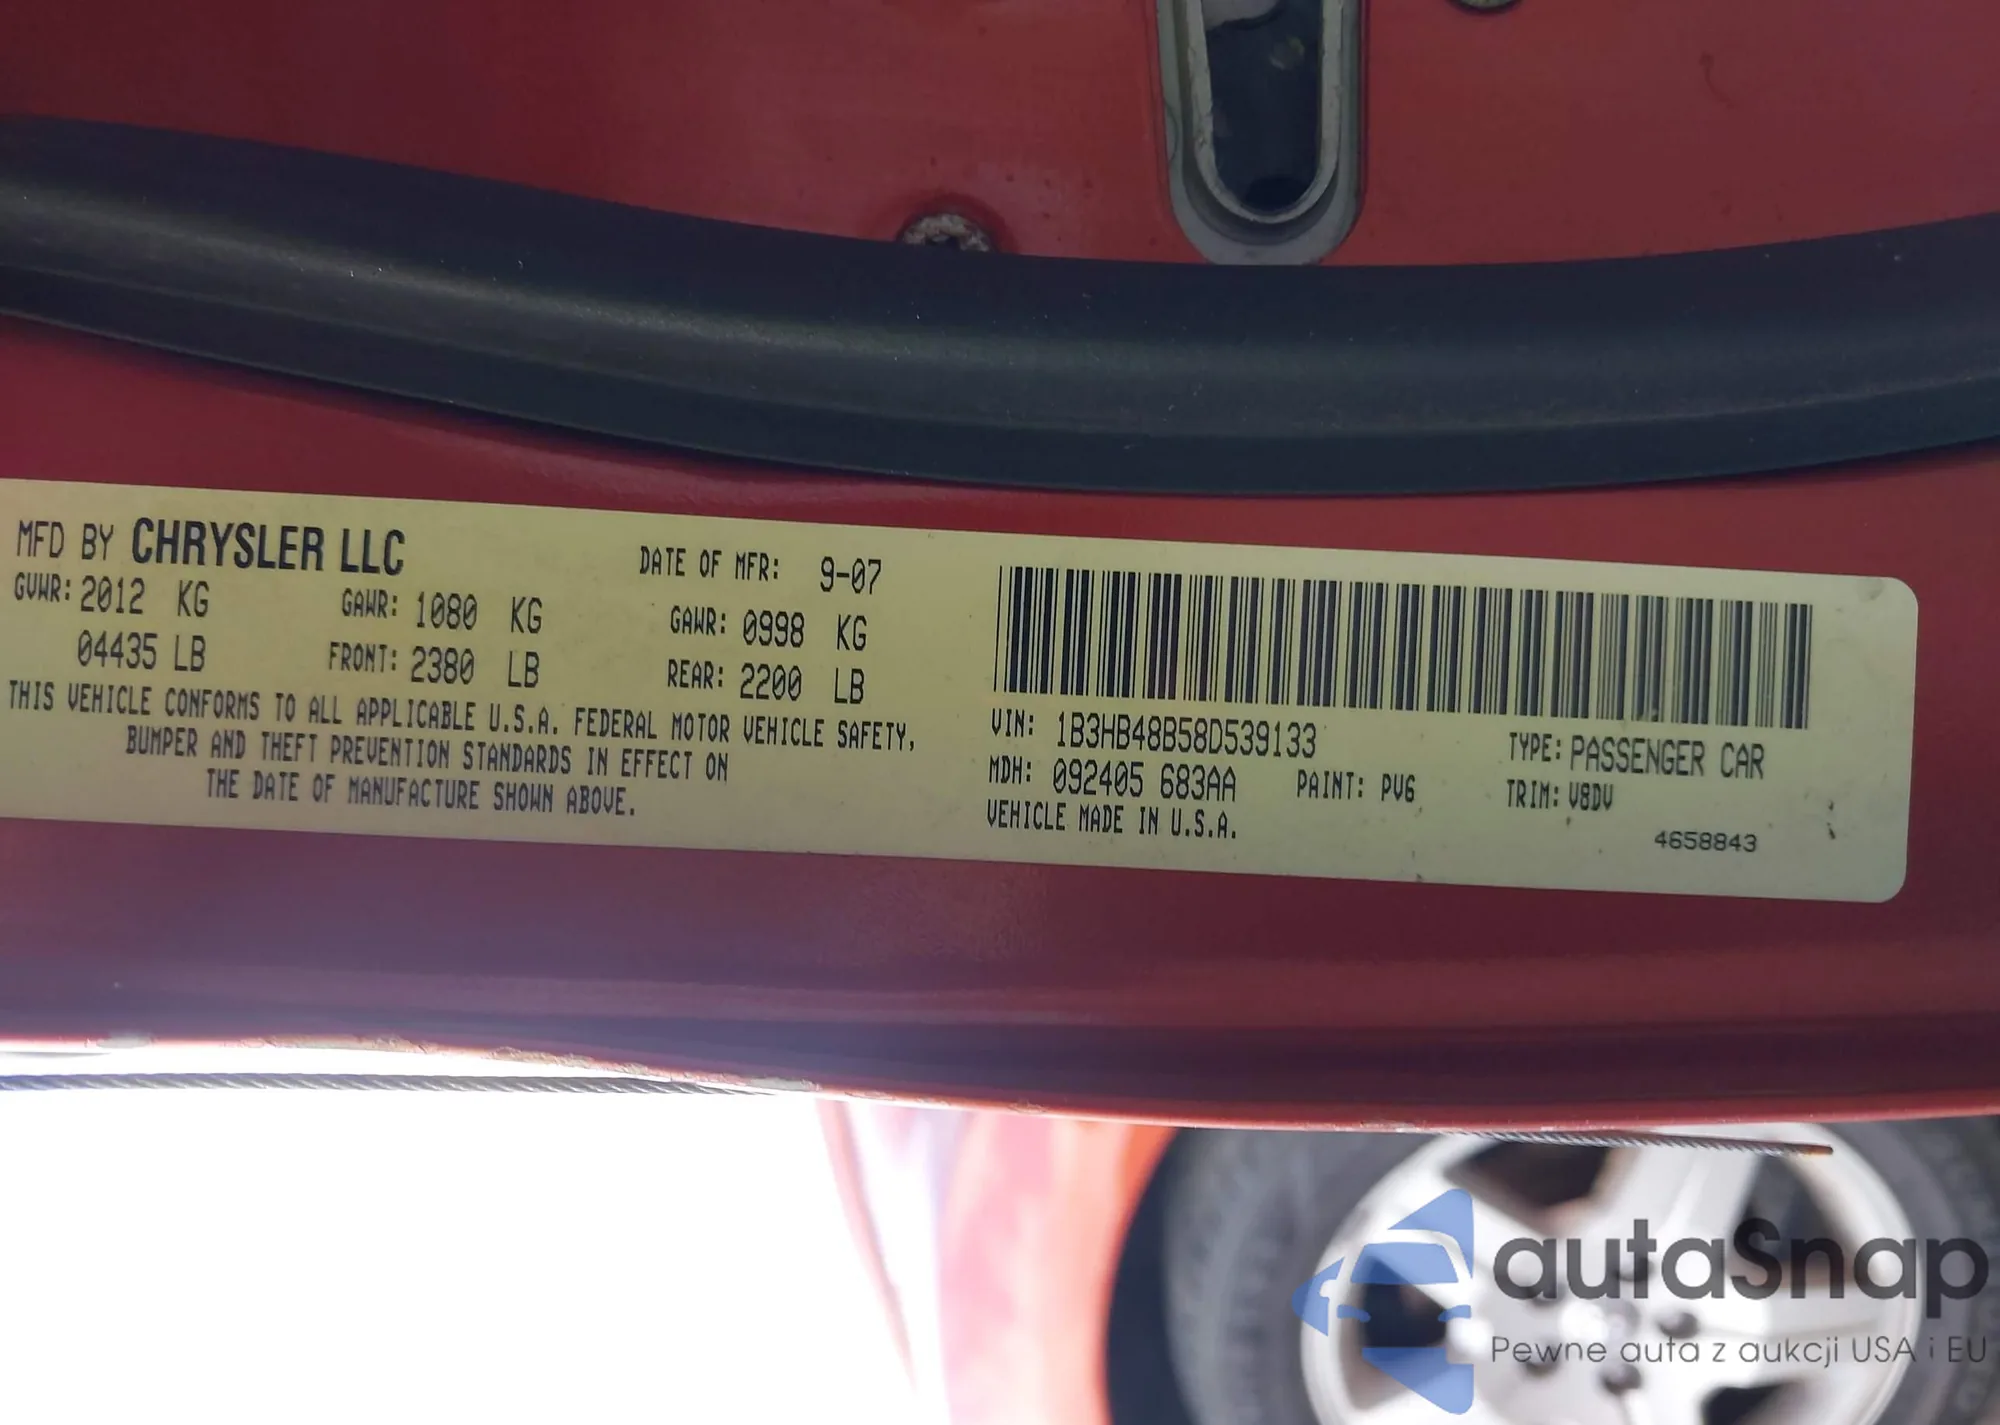 MFD BY CHRYSLER LLC DATE OF MFR: 9-07
GVWR: 2012 KG GAWR: 1080 KG GAWR: 0998 KG
04435 LB FRONT: 2380 LB REAR: 2200 LB
THIS VEHICLE CONFORMS TO ALL APPLICABLE U.S.A. FEDERAL MOTOR VEHICLE SAFETY,
BUMPER AND THEFT PREVENTION STANDARDS IN EFFECT ON
THE DATE OF MANUFACTURE SHOWN ABOVE.
VIN: 1B3HB48B58D539133 TYPE: PASSENGER CAR
MDH: 092405 683AA PAINT: PV6 TRIM: V8DV
VEHICLE MADE IN U.S.A.
4658843
autaSnap
Pewne auta z aukcji USA i EU